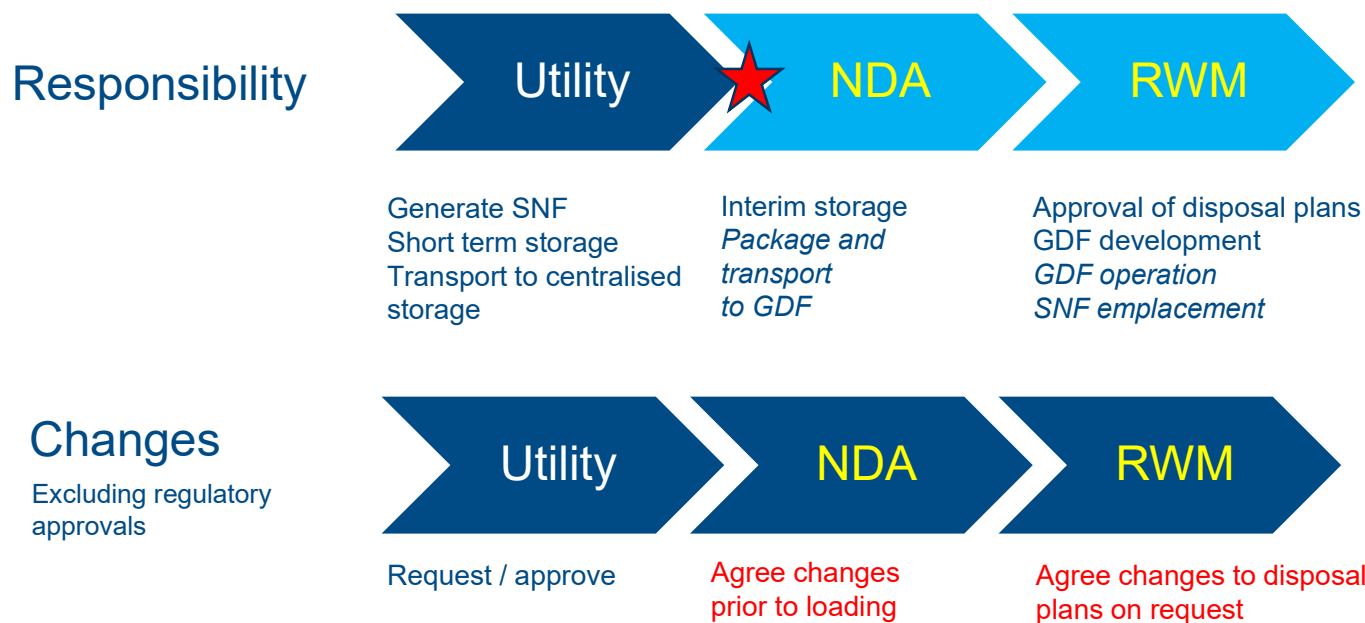 Responsibility
Utility
NDA
RWM
Generate SNF
Short term storage
Transport to centralised
storage
Interim storage
Package and
transport
to GDF
Approval of disposal plans
GDF development
GDF operation
SNF emplacement
Changes
Excluding regulatory
approvals
Utility
NDA
RWM
Request / approve
Agree changes
prior to loading
Agree changes to disposal
plans on request